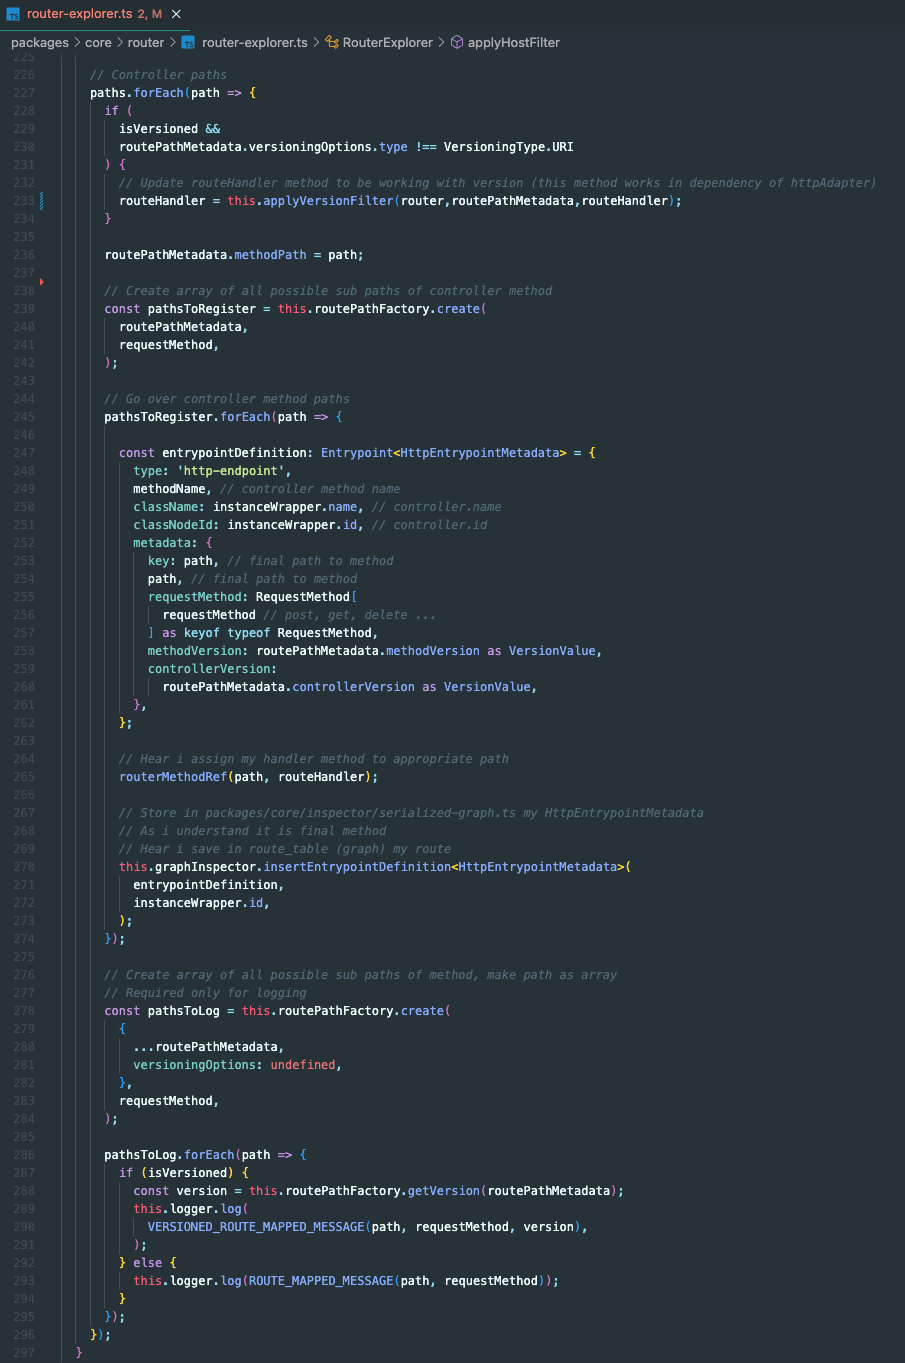 router-explorer.ts 2, M ×
packages > core > router > TS router-explorer.ts > RouterExplorer > applyHostFilter
225
226 // Controller paths
227 paths.forEach(path => {
228 if (
229 isVersioned &&
230 routePathMetadata.versioningOptions.type !== VersioningType.URI
231 ) {
232 // Update routeHandler method to be working with version (this method works in dependency of httpAdapter)
233 routeHandler = this.applyVersionFilter(router,routePathMetadata,routeHandler);
234 }
235
236 routePathMetadata.methodPath = path;
237
238 // Create array of all possible sub paths of controller method
239 const pathsToRegister = this.routePathFactory.create(
240 routePathMetadata,
241 requestMethod,
242 );
243
244 // Go over controller method paths
245 pathsToRegister.forEach(path => {
246
247 const entrypointDefinition: Entrypoint<HttpEntrypointMetadata> = {
248 type: 'http-endpoint',
249 methodName, // controller method name
250 className: instanceWrapper.name, // controller.name
251 classNodeId: instanceWrapper.id, // controller.id
252 metadata: {
253 key: path, // final path to method
254 path, // final path to method
255 requestMethod: RequestMethod[
256 requestMethod // post, get, delete ...
257 ] as keyof typeof RequestMethod,
258 methodVersion: routePathMetadata.methodVersion as VersionValue,
259 controllerVersion:
260 routePathMetadata.controllerVersion as VersionValue,
261 },
262 };
263
264 // Hear i assign my handler method to appropriate path
265 routerMethodRef(path, routeHandler);
266
267 // Store in packages/core/inspector/serialized-graph.ts my HttpEntrypointMetadata
268 // As i understand it is final method
269 // Hear i save in route_table (graph) my route
270 this.graphInspector.insertEntrypointDefinition<HttpEntrypointMetadata>(
271 entrypointDefinition,
272 instanceWrapper.id,
273 );
274 });
275
276 // Create array of all possible sub paths of method, make path as array
277 // Required only for logging
278 const pathsToLog = this.routePathFactory.create(
279 {
280 ...routePathMetadata,
281 versioningOptions: undefined,
282 },
283 requestMethod,
284 );
285
286 pathsToLog.forEach(path => {
287 if (isVersioned) {
288 const version = this.routePathFactory.getVersion(routePathMetadata);
289 this.logger.log(
290 VERSIONED_ROUTE_MAPPED_MESSAGE(path, requestMethod, version),
291 );
292 } else {
293 this.logger.log(ROUTE_MAPPED_MESSAGE(path, requestMethod));
294 }
295 });
296 });
297 }